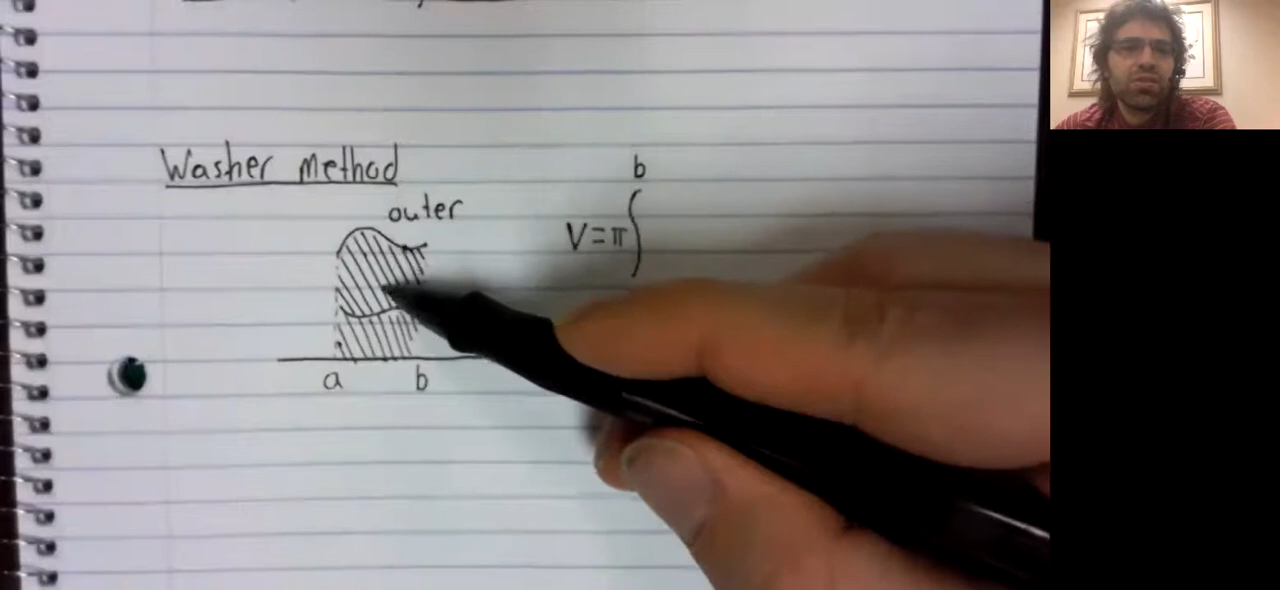 Washer Method
outer
b
V=π∫
a
b